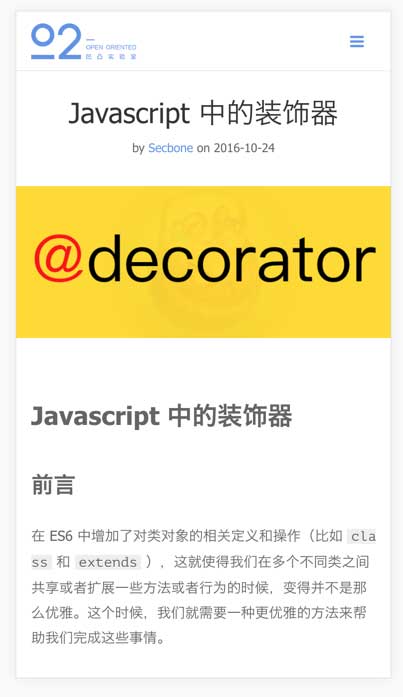 O2
OPEN ORIENTED
凹凸实验室
Javascript 中的装饰器
by Secbone on 2016-10-24
@decorator
Javascript 中的装饰器
前言
在 ES6 中增加了对类对象的相关定义和操作（比如 cla
ss 和 extends ），这就使得我们在多个不同类之间
共享或者扩展一些方法或者行为的时候，变得并不是那
么优雅。这个时候，我们就需要一种更优雅的方法来帮
助我们完成这些事情。